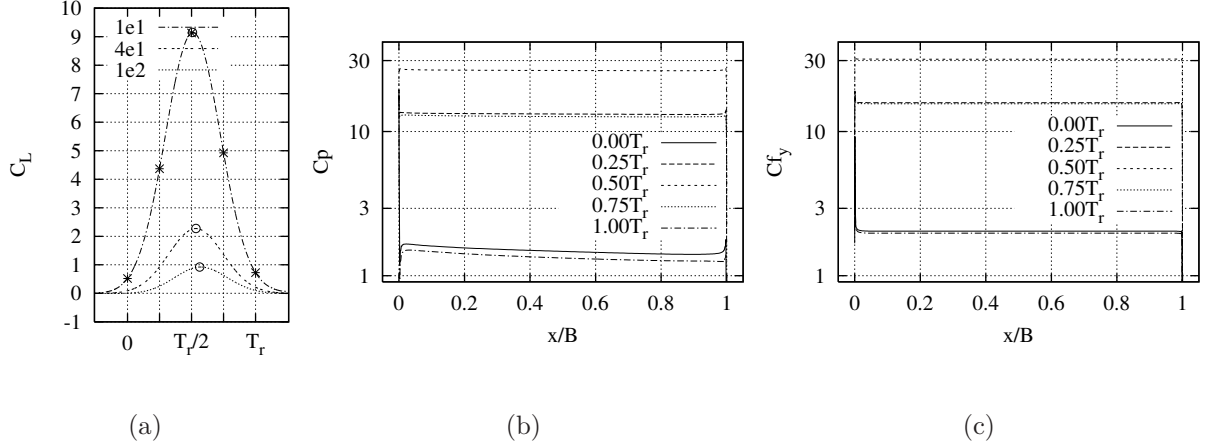 10
9
8
7
6
5
4
3
2
1
0
-1
C_L
1e1
4e1
1e2
0 T_r/2 T_r
(a)
30
10
3
1
Cp
0.00T_r
0.25T_r
0.50T_r
0.75T_r
1.00T_r
0 0.2 0.4 0.6 0.8 1
x/B
(b)
30
10
3
1
Cf_y
0.00T_r
0.25T_r
0.50T_r
0.75T_r
1.00T_r
0 0.2 0.4 0.6 0.8 1
x/B
(c)